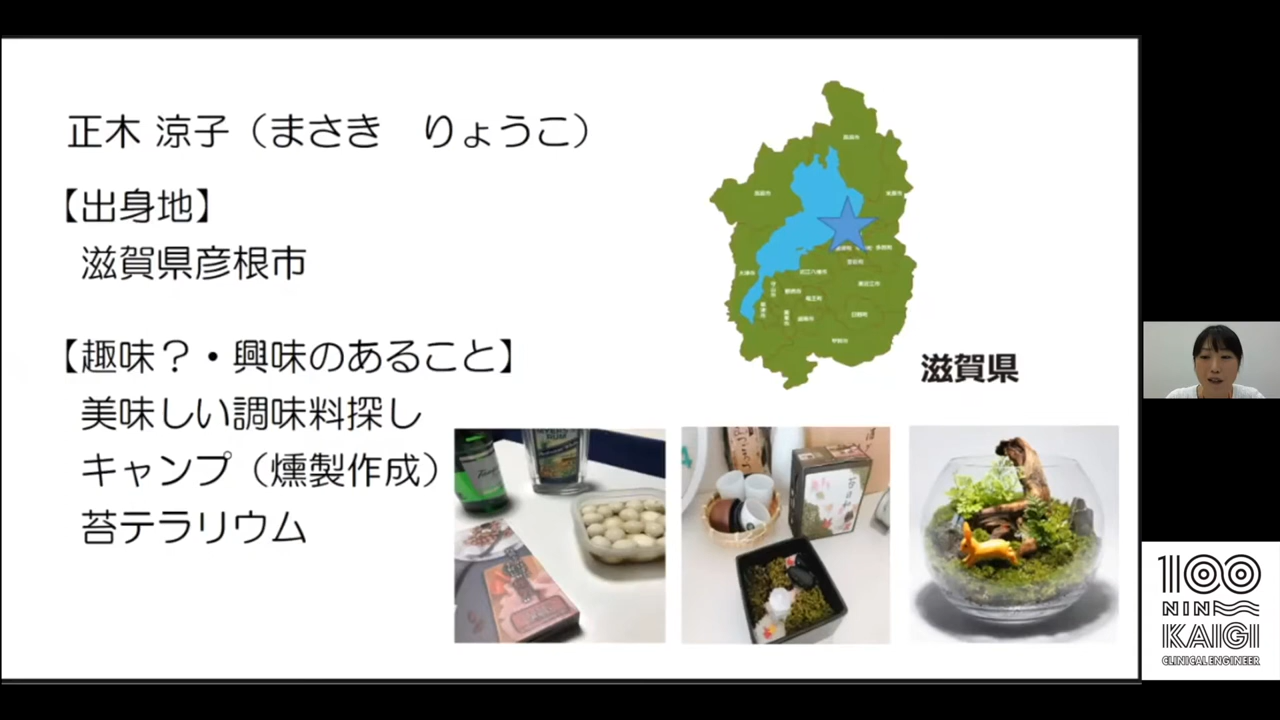 正木 涼子（まさき　りょうこ）
【出身地】
滋賀県彦根市
【趣味？・興味のあること】
美味しい調味料探し
キャンプ（燻製作成）
苔テラリウム
滋賀県
100
NIN
KAIGI
CLINICAL ENGINEER